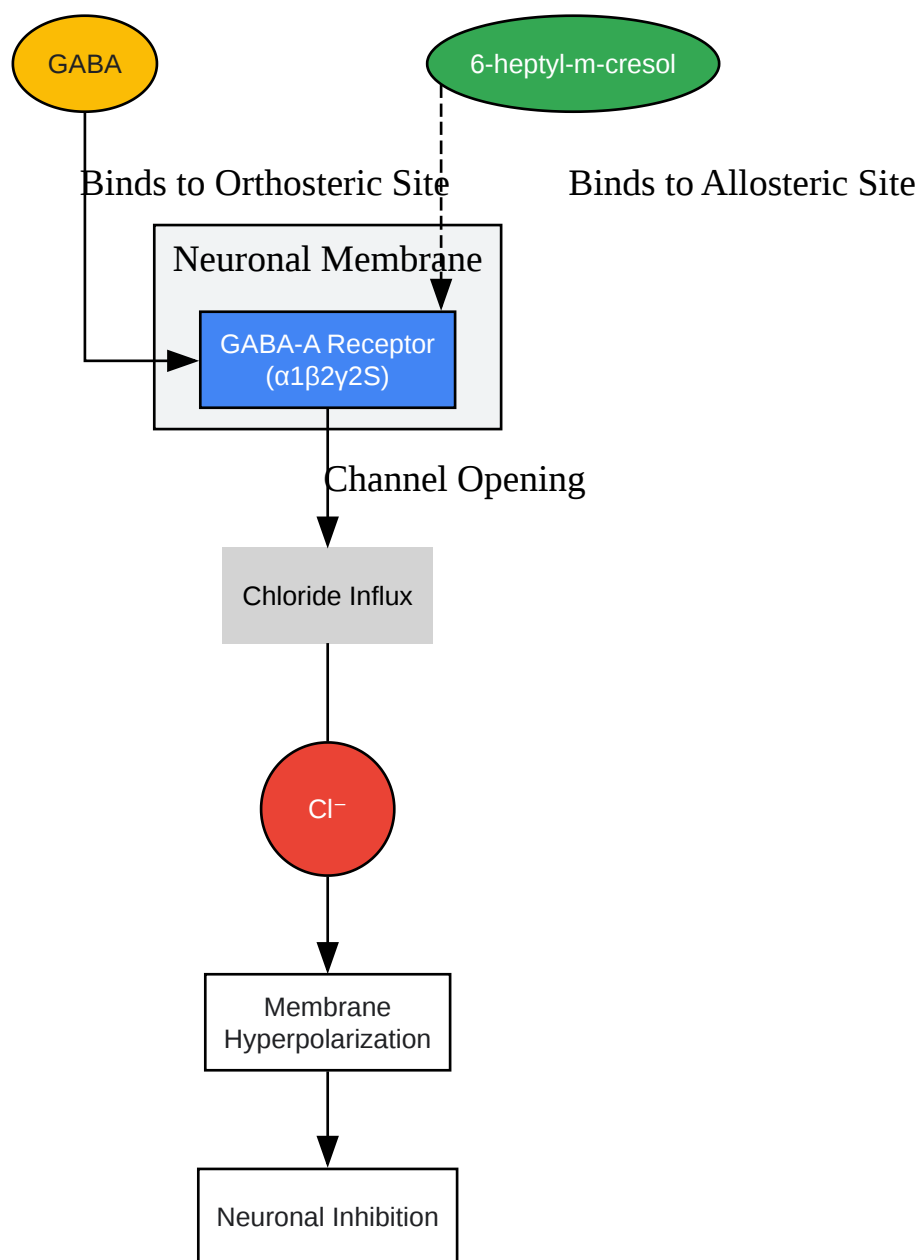 GABA
6-heptyl-m-cresol
Binds to Orthosteric Site
Binds to Allosteric Site
Neuronal Membrane
GABA-A Receptor
(α1β2γ2S)
Channel Opening
Chloride Influx
Cl⁻
Membrane
Hyperpolarization
Neuronal Inhibition